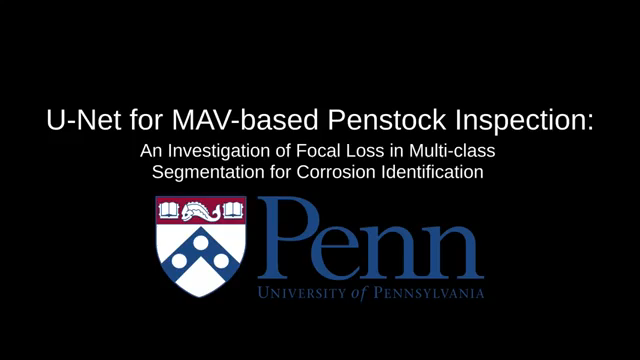 U-Net for MAV-based Penstock Inspection:
An Investigation of Focal Loss in Multi-class
Segmentation for Corrosion Identification
Penn
UNIVERSITY of PENNSYLVANIA